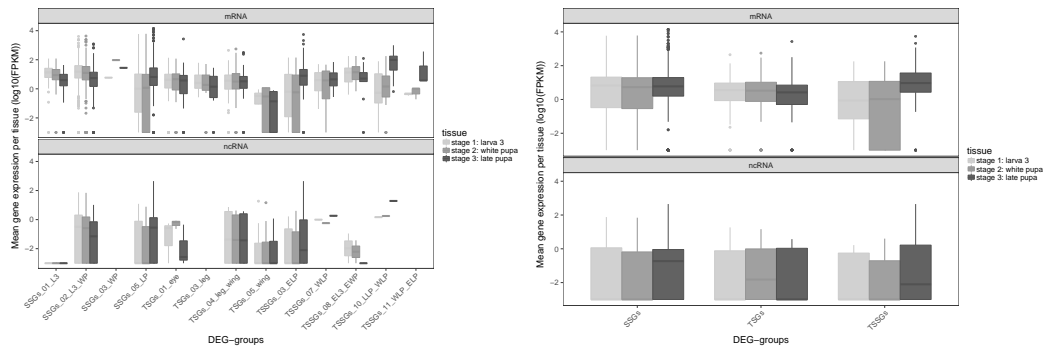 mRNA
4
2
0
−2
ncRNA
4
2
0
−2
Mean gene expression per tissue (log10(FPKM))
SSGs_01_L3
SSGs_02_L3_WP
SSGs_03_WP
SSGs_05_LP
TSGs_01_eye
TSGs_03_leg
TSGs_04_leg_wing
TSGs_05_wing
TSSGs_03_ELP
TSSGs_07_WLP
TSSGs_08_EL3_EWP
TSSGs_10_LLP_WLP
TSSGs_11_WLP_ELP
DEG−groups
tissue
stage 1: larva 3
stage 2: white pupa
stage 3: late pupa
mRNA
4
2
0
−2
ncRNA
4
2
0
−2
Mean gene expression per tissue (log10(FPKM))
SSGs
TSGs
TSSGs
DEG−groups
tissue
stage 1: larva 3
stage 2: white pupa
stage 3: late pupa